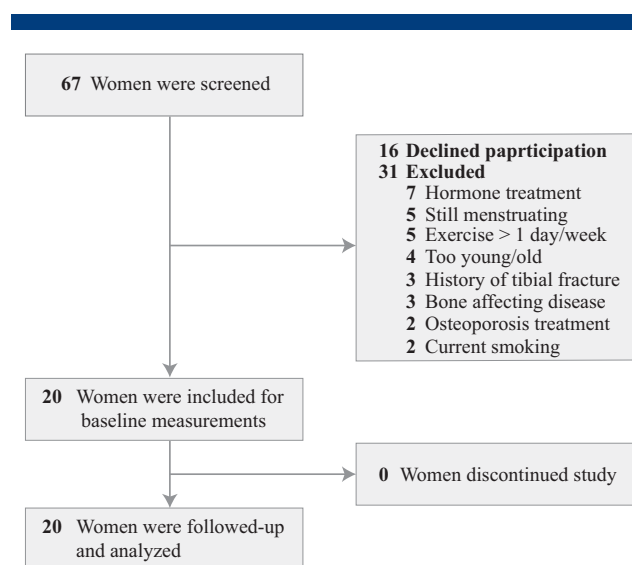 67 Women were screened
16 Declined paprticipation
31 Excluded
7 Hormone treatment
5 Still menstruating
5 Exercise > 1 day/week
4 Too young/old
3 History of tibial fracture
3 Bone affecting disease
2 Osteoporosis treatment
2 Current smoking
20 Women were included for
baseline measurements
0 Women discontinued study
20 Women were followed-up
and analyzed